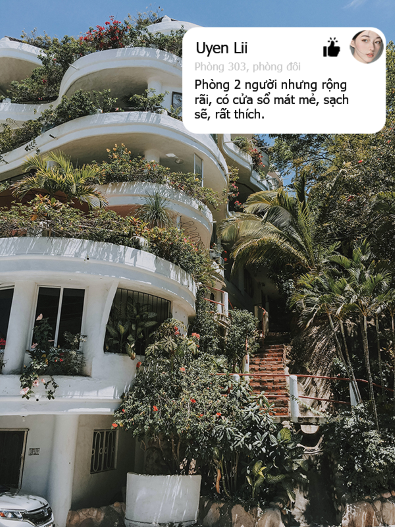 Uyen Lii
Phòng 303, phòng đôi
Phòng 2 người nhưng rộng
rãi, có cửa sổ mát mẻ, sạch
sẽ, rất thích.